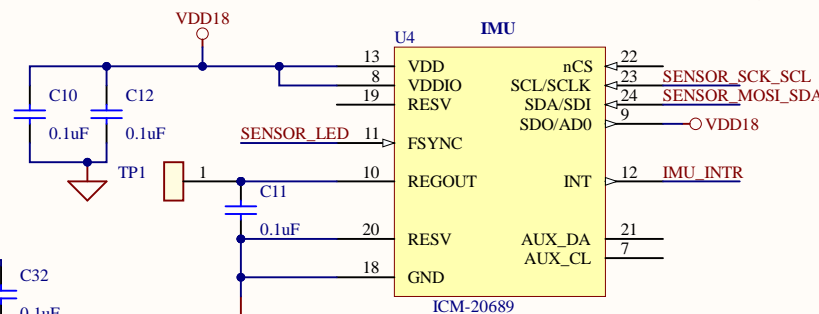 VDD18
U4
IMU
13 VDD
nCS 22
8 VDDIO
SCL/SCLK 23 SENSOR_SCK_SCL
19 RESV
SDA/SDI 24 SENSOR_MOSI_SDA
SDO/AD0 9 VDD18
C10
0.1uF
C12
0.1uF
SENSOR_LED 11 FSYNC
TP1 1
10 REGOUT
INT 12 IMU_INTR
C11
0.1uF
20 RESV
AUX_DA 21
AUX_CL 7
18 GND
C32
0.1uF
ICM-20689